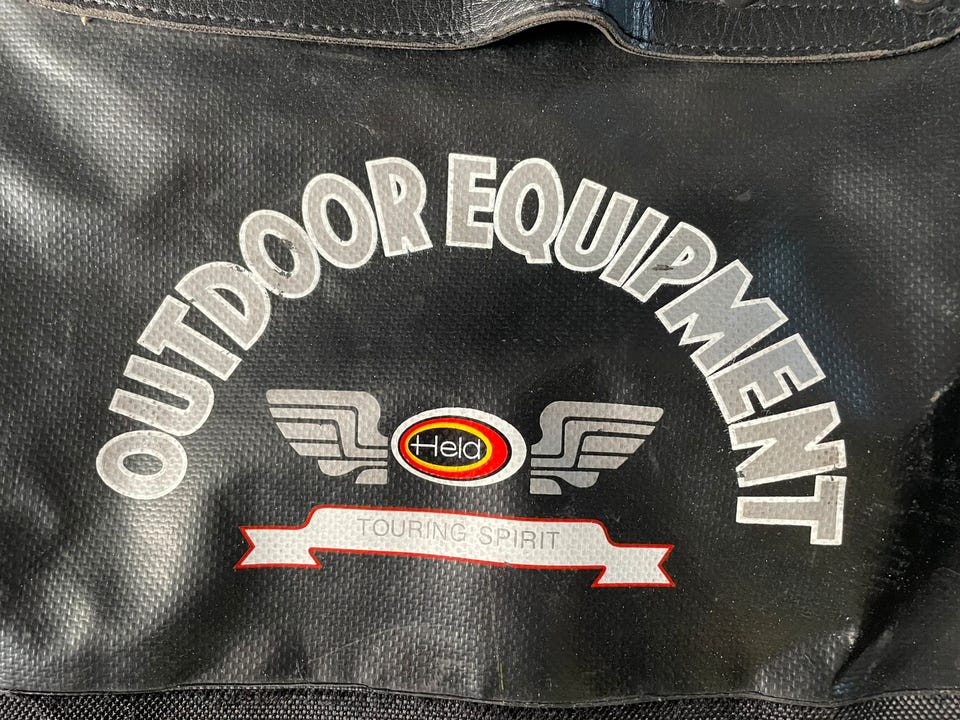 OUTDOOR EQUIPMENT
Held
TOURING SPIRIT